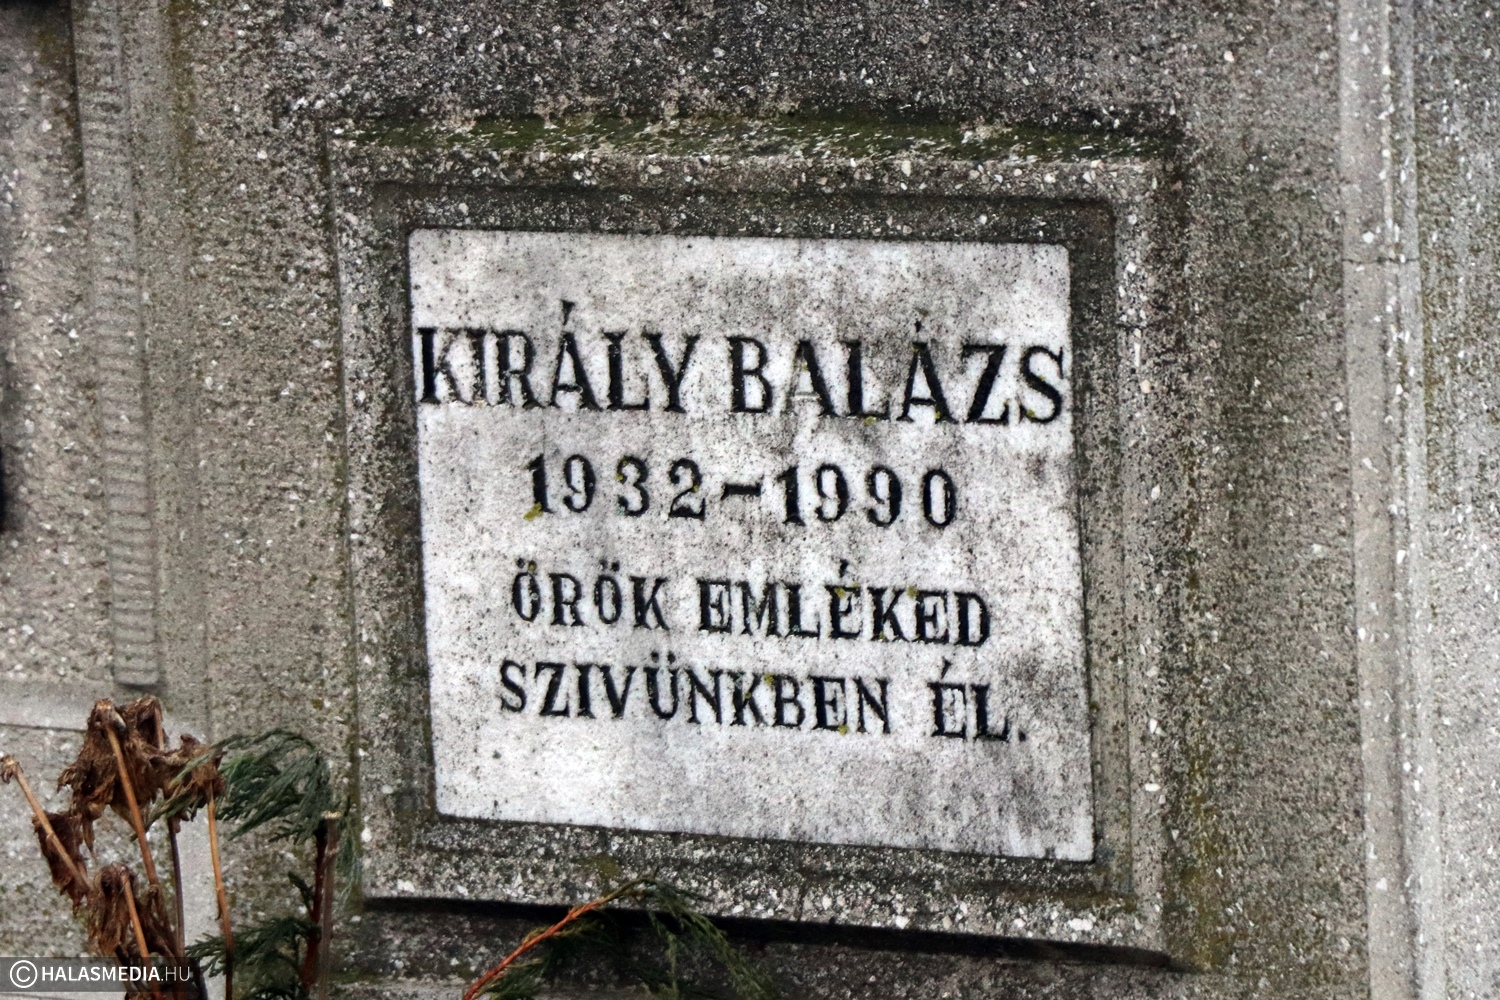 KIRÁLY BALÁZS
1932-1990
ÖRÖK EMLÉKED
SZIVÜNKBEN ÉL.
©HALASMEDIA.HU